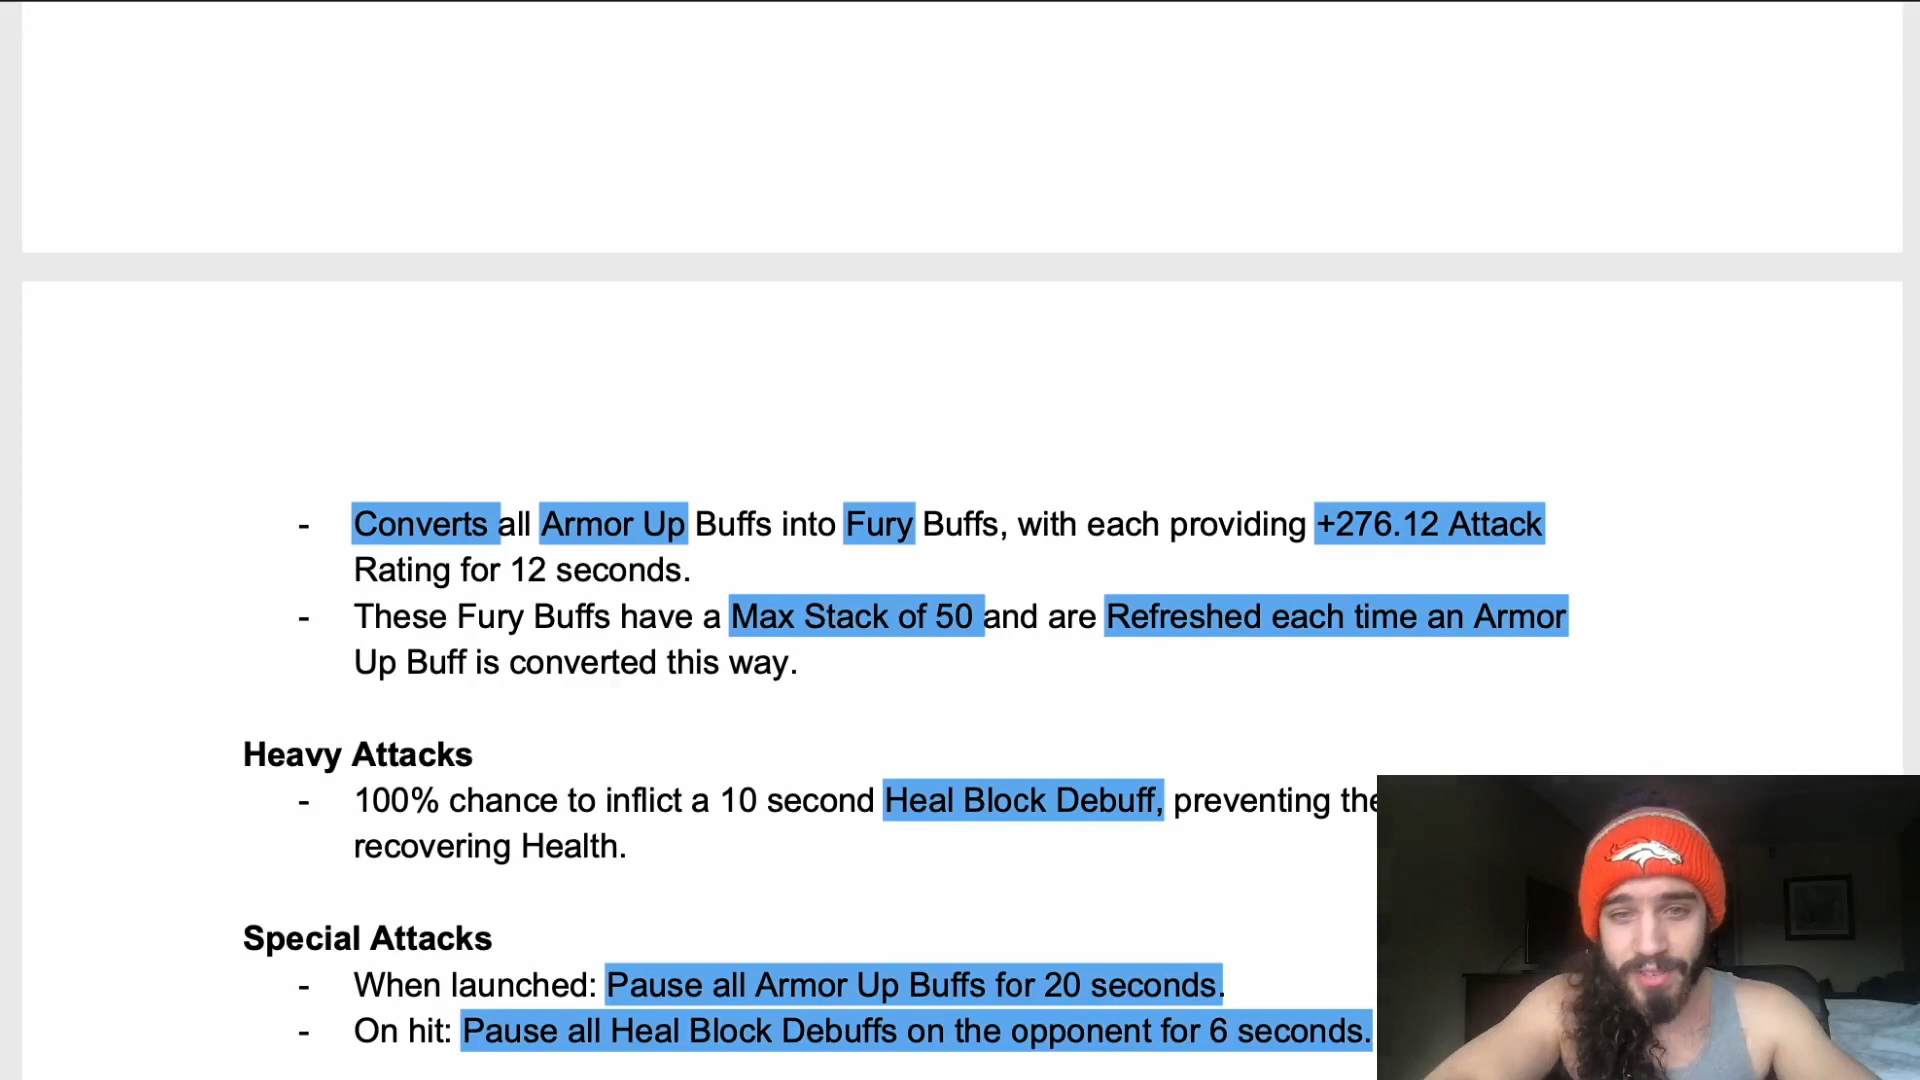 - Converts all Armor Up Buffs into Fury Buffs, with each providing +276.12 Attack
Rating for 12 seconds.
- These Fury Buffs have a Max Stack of 50 and are Refreshed each time an Armor
Up Buff is converted this way.
Heavy Attacks
- 100% chance to inflict a 10 second Heal Block Debuff, preventing the
recovering Health.
Special Attacks
- When launched: Pause all Armor Up Buffs for 20 seconds.
- On hit: Pause all Heal Block Debuffs on the opponent for 6 seconds.